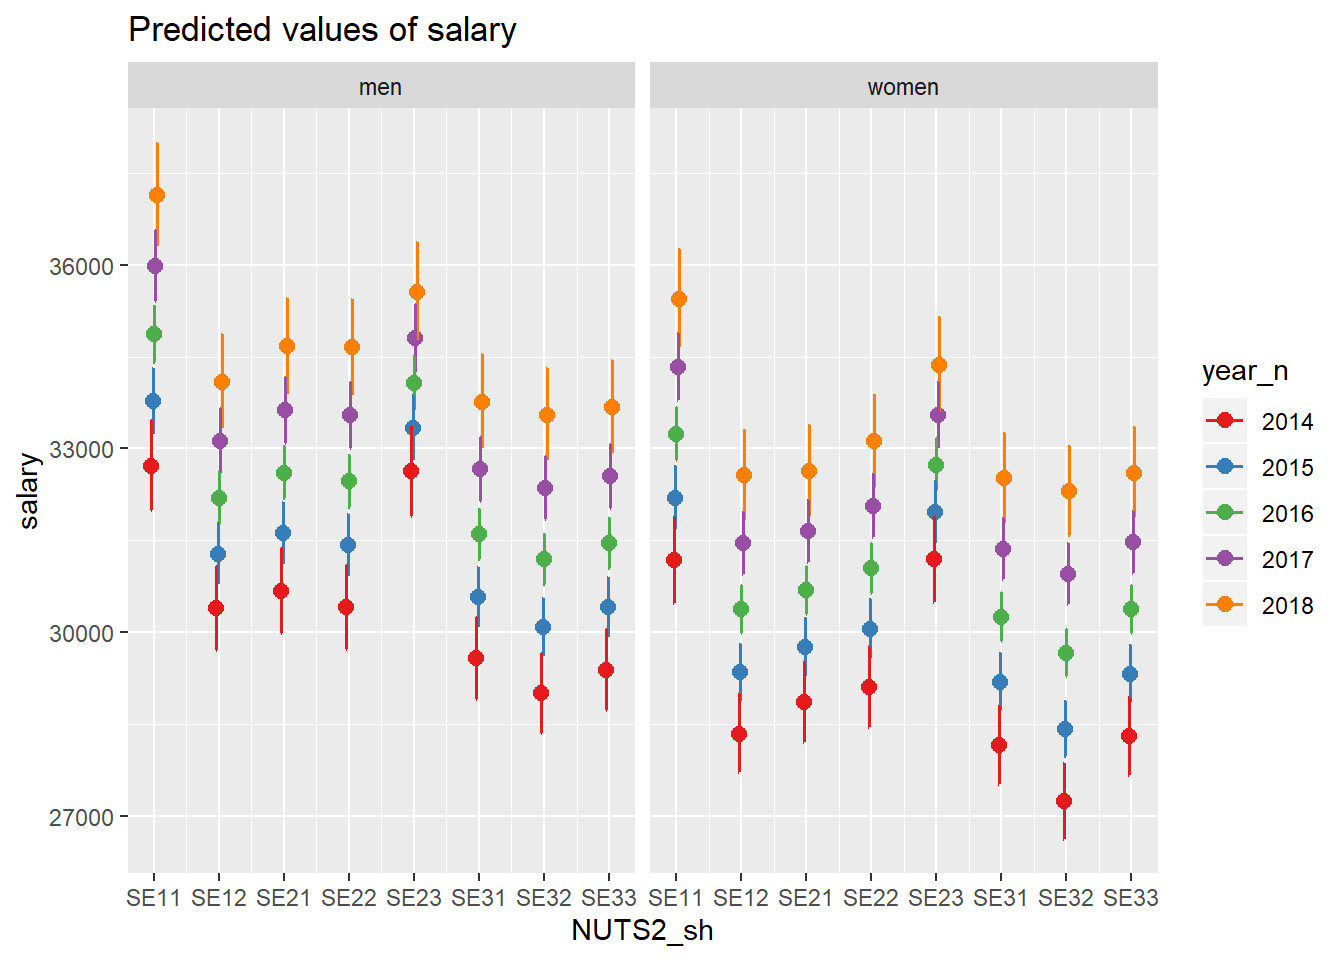 Predicted values of salary
men
women
36000
33000
30000
27000
salary
SE11 SE12 SE21 SE22 SE23 SE31 SE32 SE33
SE11 SE12 SE21 SE22 SE23 SE31 SE32 SE33
NUTS2_sh
year_n
2014
2015
2016
2017
2018